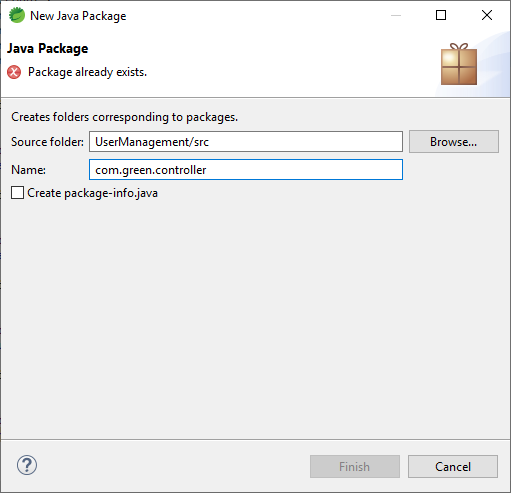 New Java Package
Java Package
Package already exists.
Creates folders corresponding to packages.
Source folder: UserManagement/src Browse...
Name: com.green.controller
Create package-info.java
? Finish Cancel